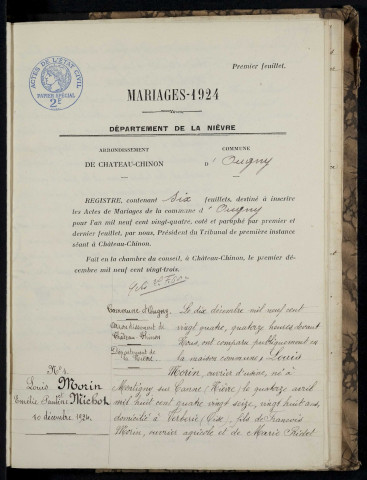 Premier feuillet.
ACTES DE L'ETAT CIVIL
PAPIER SPECIAL
2F
MARIAGES-1924
DÉPARTEMENT DE LA NIÈVRE
ARRONDISSEMENT
DE CHATEAU-CHINON
COMMUNE
D'Ougny
REGISTRE, contenant six feuillets, destiné à inscrire
les Actes de Mariages de la commune d'Ougny
pour l'an mil neuf cent vingt-quatre, coté et paraphé par premier et
dernier feuillet, par nous, Président du Tribunal de première instance
séant à Château-Chinon.
Fait en la chambre du conseil, à Château-Chinon, le premier dé-
cembre mil neuf cent vingt-trois.
Commune d'Ougny
Arrondissement de
Château-Chinon
Département de
la Nièvre
N° 1
Louis Morin
Emélie Pauline Michot
10 décembre 1924
Le dix décembre mil neuf cent
vingt quatre, quatorze heures devant
Nous ont comparu publiquement en
la maison commune, Louis
Morin, ouvrier d'usine, né à
Montigny sur Canne (Nièvre) le quatorze avril
mil huit cent quatre vingt seize, vingt huit ans,
domicilié à Verberie (Oise), fils de François
Morin, ouvrier agricole et de Marie